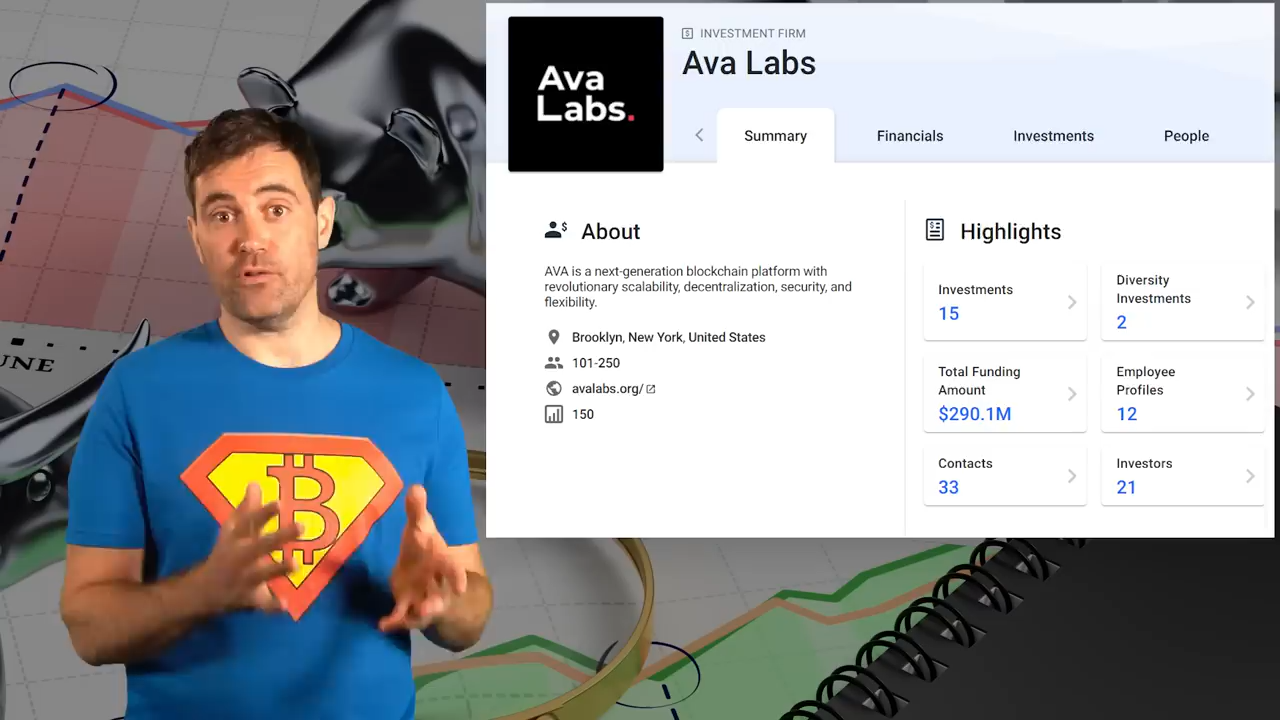 Ava
Labs.
INVESTMENT FIRM
Ava Labs
Summary
Financials
Investments
People
About
AVA is a next-generation blockchain platform with
revolutionary scalability, decentralization, security, and
flexibility.
Brooklyn, New York, United States
101-250
avalabs.org/
150
Highlights
Investments
15
Diversity
Investments
2
Total Funding
Amount
$290.1M
Employee
Profiles
12
Contacts
33
Investors
21